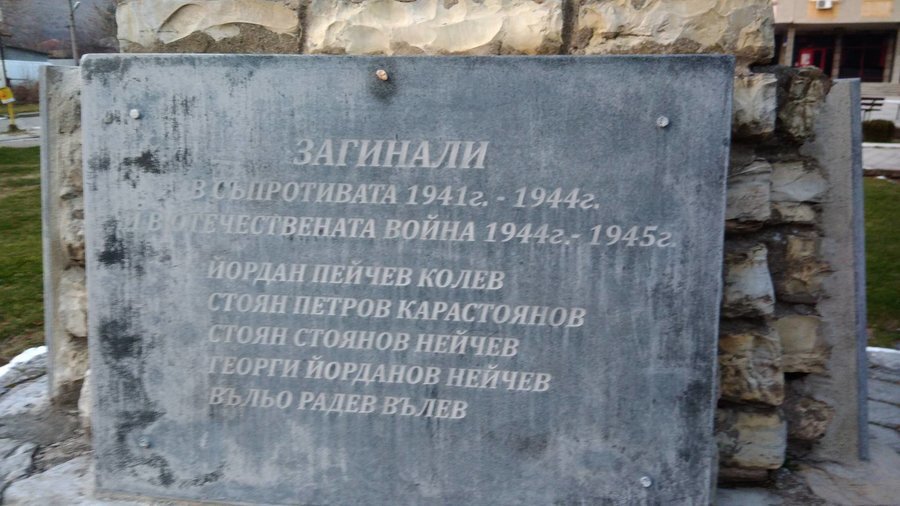 ЗАГИНАЛИ
В СЪПРОТИВАТА 1941г. - 1944г.
И В ОТЕЧЕСТВЕНАТА ВОЙНА 1944г.- 1945г.
ЙОРДАН ПЕЙЧЕВ КОЛЕВ
СТОЯН ПЕТРОВ КАРАСТОЯНОВ
СТОЯН СТОЯНОВ НЕЙЧЕВ
ГЕОРГИ ЙОРДАНОВ НЕЙЧЕВ
ВЪЛЬО РАДЕВ ВЪЛЕВ